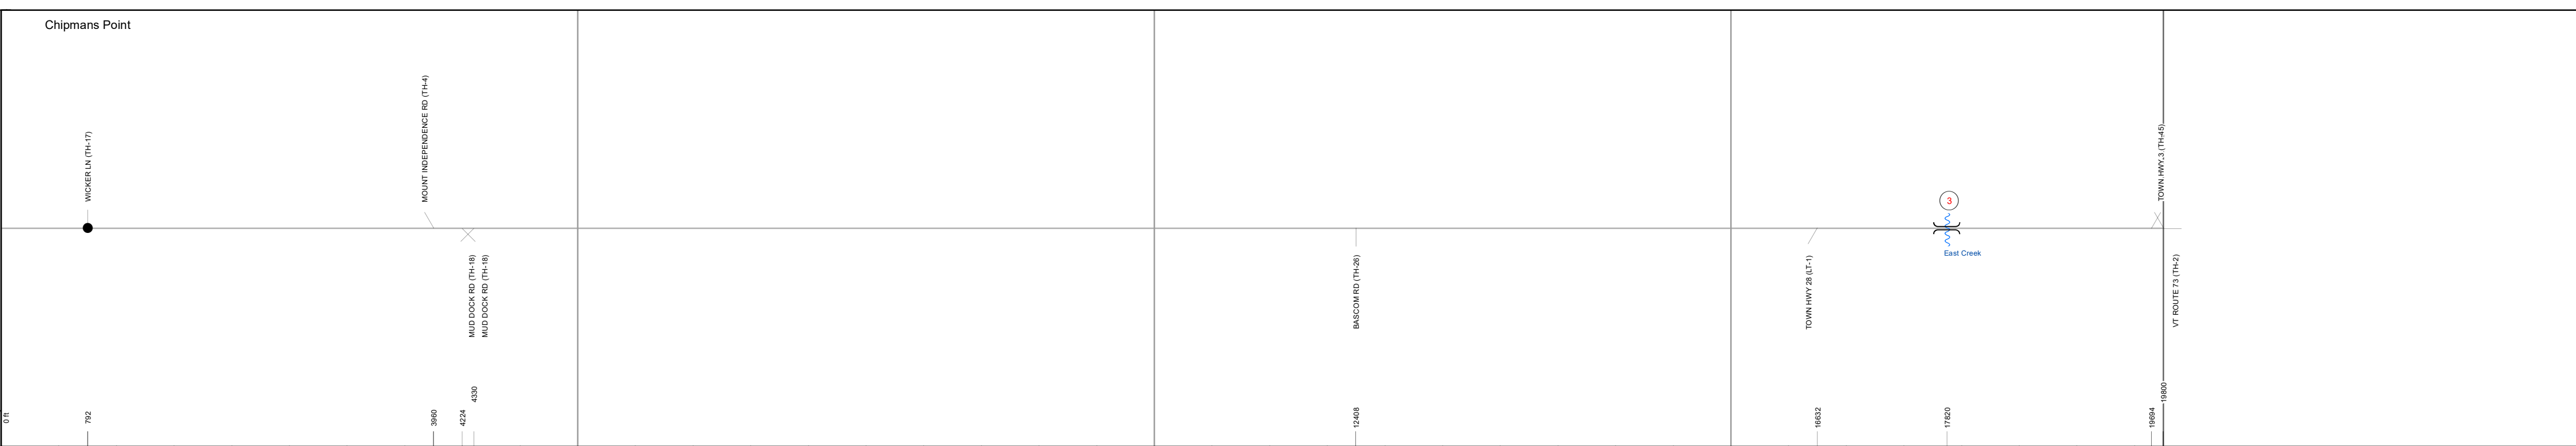 Chipmans Point
WICKER LN (TH-17)
MOUNT INDEPENDENCE RD (TH-4)
MUD DOCK RD (TH-18)
MUD DOCK RD (TH-18)
BASCOM RD (TH-26)
TOWN HWY 28 (LT-1)
3
East Creek
TOWN HWY 3 (TH-45)
VT ROUTE 73 (TH-2)
0 ft
792
3960
4224
4330
12408
16632
17820
19694
19800